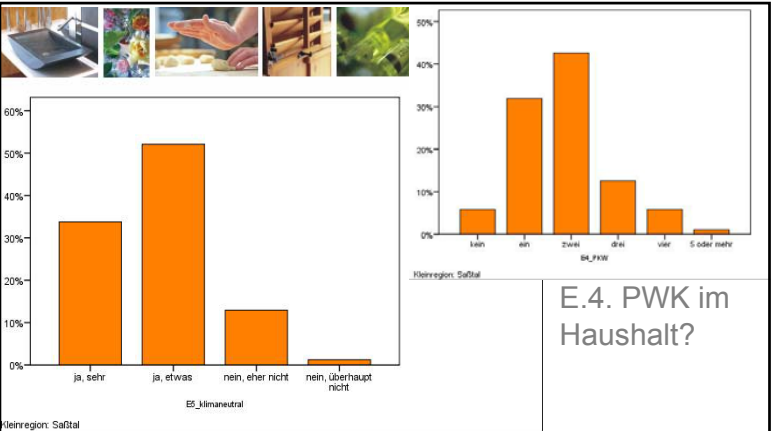 60%
50%
40%
30%
20%
10%
0%
ja, sehr
ja, etwas
nein, eher nicht
nein, überhaupt
nicht
E5_klimaneutral
Kleinregion: Saßtal
50%
40%
30%
20%
10%
0%
kein
ein
zwei
drei
vier
5 oder mehr
E4_PKW
Kleinregion: Saßtal
E.4. PWK im
Haushalt?